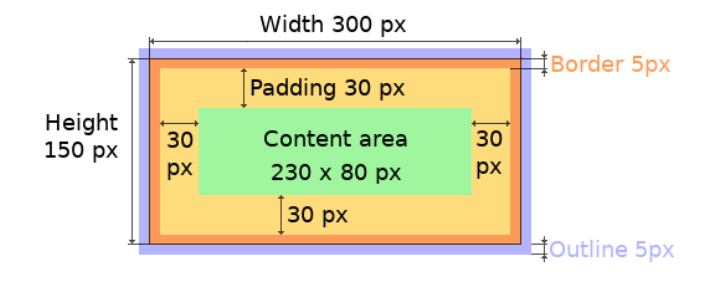 Width 300 px
Border 5px
Padding 30 px
Height
150 px
30
px
Content area
230 x 80 px
30
px
30 px
Outline 5px